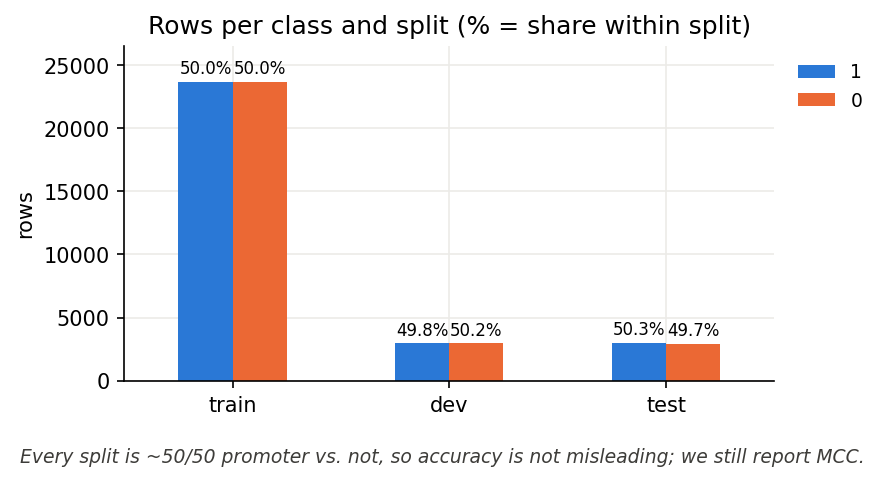 Rows per class and split (% = share within split)
25000
20000
15000
10000
5000
0
rows
50.0% 50.0%
49.8% 50.2%
50.3% 49.7%
train dev test
1
0
Every split is ~50/50 promoter vs. not, so accuracy is not misleading; we still report MCC.